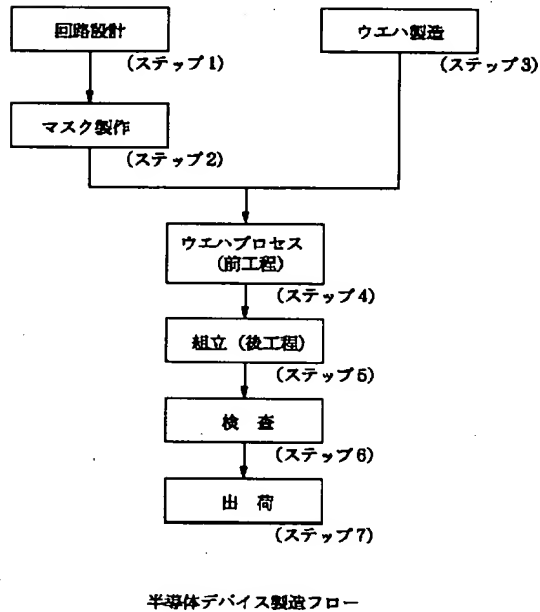 回路設計
(ステップ1)
ウエハ製造
(ステップ3)
マスク製作
(ステップ2)
ウエハプロセス
(前工程)
(ステップ4)
組立(後工程)
(ステップ5)
検 査
(ステップ6)
出 荷
(ステップ7)
半導体デバイス製造フロー